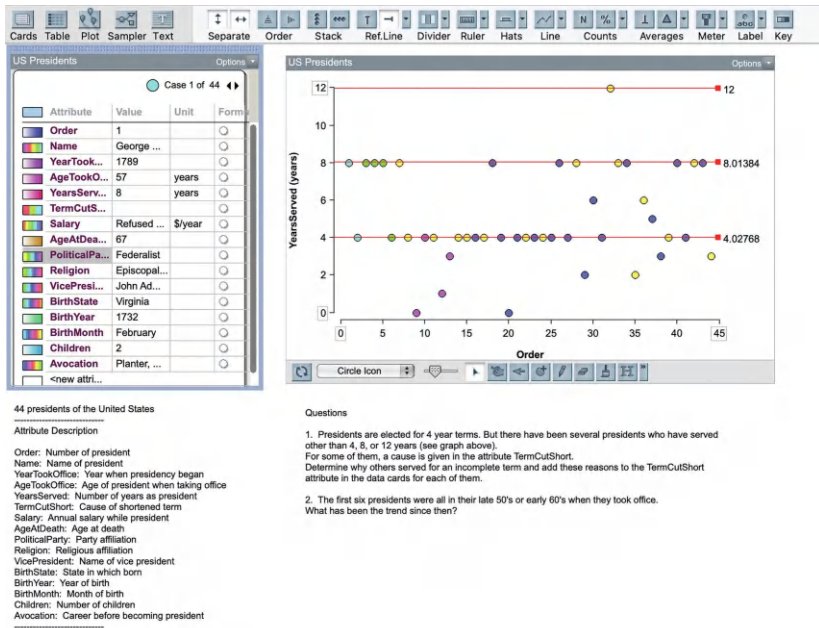 Cards Table Plot Sampler Text Separate Order Stack Ref.Line Divider Ruler Hats Line Counts Averages Meter Label Key
US Presidents Options
Case 1 of 44
Attribute Value Unit Form
Order 1
Name George ...
YearTook... 1789
AgeTookO... 57 years
YearsServ... 8 years
TermCutS...
Salary Refused ... $/year
AgeAtDea... 67
PoliticalPa... Federalist
Religion Episcopal...
VicePresi... John Ad...
BirthState Virginia
BirthYear 1732
BirthMonth February
Children 2
Avocation Planter, ...
<new attri...
US Presidents Options
12 12
10
8 8.01384
6
4 4.02768
2
0
YearsServed (years)
0 5 10 15 20 25 30 35 40 45
Order
Circle Icon
44 presidents of the United States
----------------------------
Attribute Description
Order: Number of president
Name: Name of president
YearTookOffice: Year when presidency began
AgeTookOffice: Age of president when taking office
YearsServed: Number of years as president
TermCutShort: Cause of shortened term
Salary: Annual salary while president
AgeAtDeath: Age at death
PoliticalParty: Party affiliation
Religion: Religious affiliation
VicePresident: Name of vice president
BirthState: State in which born
BirthYear: Year of birth
BirthMonth: Month of birth
Children: Number of children
Avocation: Career before becoming president
----------------------------
Questions
1. Presidents are elected for 4 year terms. But there have been several presidents who have served
other than 4, 8, or 12 years (see graph above).
For some of them, a cause is given in the attribute TermCutShort.
Determine why others served for an incomplete term and add these reasons to the TermCutShort
attribute in the data cards for each of them.
2. The first six presidents were all in their late 50's or early 60's when they took office.
What has been the trend since then?